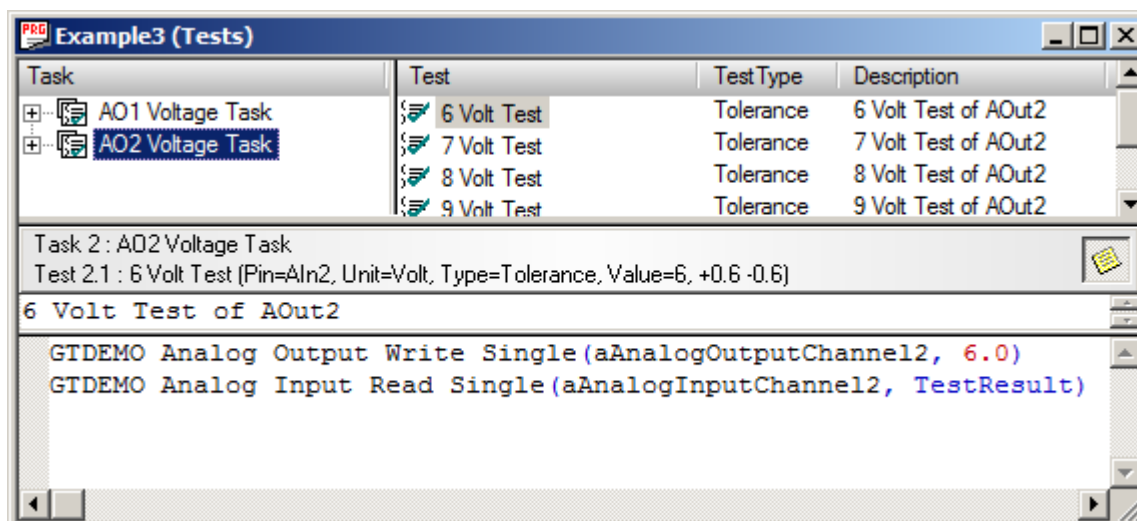 PRG Example3 (Tests)
Task Test Test Type Description
AO1 Voltage Task 6 Volt Test Tolerance 6 Volt Test of AOut2
AO2 Voltage Task 7 Volt Test Tolerance 7 Volt Test of AOut2
8 Volt Test Tolerance 8 Volt Test of AOut2
9 Volt Test Tolerance 9 Volt Test of AOut2
Task 2 : AO2 Voltage Task
Test 2.1 : 6 Volt Test (Pin=AIn2, Unit=Volt, Type=Tolerance, Value=6, +0.6 -0.6)
6 Volt Test of AOut2
GTDEMO Analog Output Write Single(aAnalogOutputChannel2, 6.0)
GTDEMO Analog Input Read Single(aAnalogInputChannel2, TestResult)